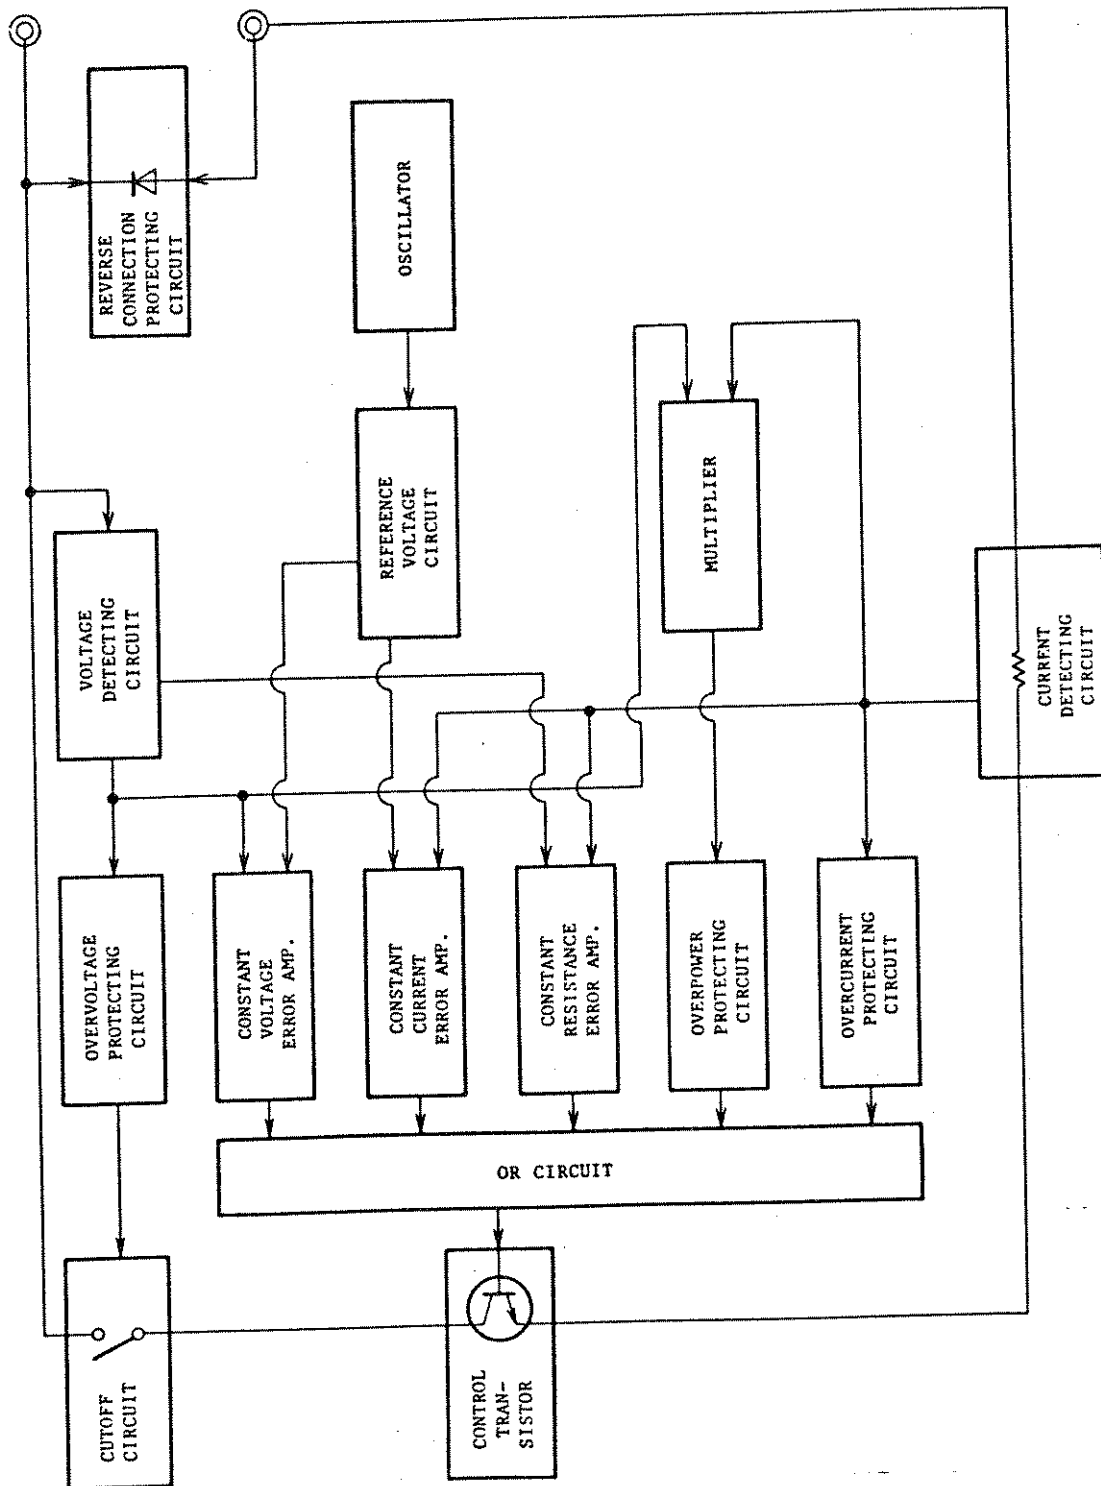 REVERSE
CONNECTION
PROTECTING
CIRCUIT
OSCILLATOR
VOLTAGE
DETECTING
CIRCUIT
REFERENCE
VOLTAGE
CIRCUIT
MULTIPLIER
CURRENT
DETECTING
CIRCUIT
OVERVOLTAGE
PROTECTING
CIRCUIT
CONSTANT
VOLTAGE
ERROR AMP.
CONSTANT
CURRENT
ERROR AMP.
CONSTANT
RESISTANCE
ERROR AMP.
OVERPOWER
PROTECTING
CIRCUIT
OVERCURRENT
PROTECTING
CIRCUIT
OR CIRCUIT
CUTOFF
CIRCUIT
CONTROL
TRAN-
SISTOR